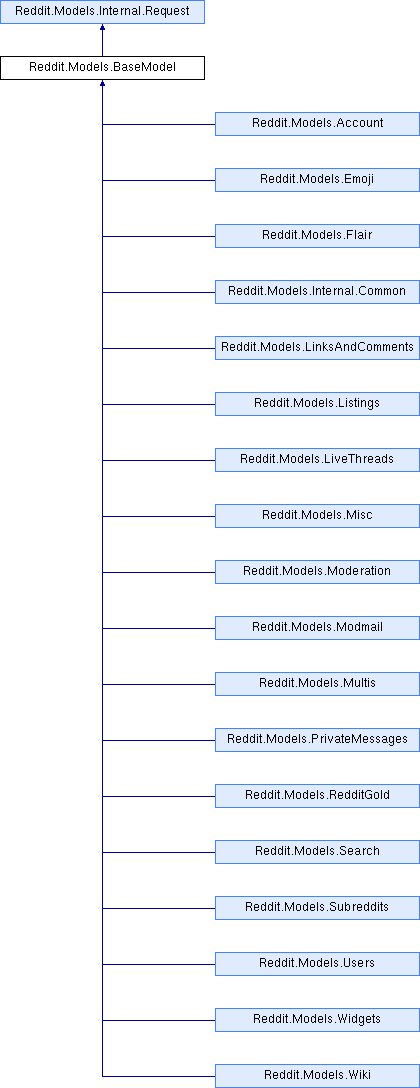 Reddit.Models.Internal.Request
Reddit.Models.BaseModel
Reddit.Models.Account
Reddit.Models.Emoji
Reddit.Models.Flair
Reddit.Models.Internal.Common
Reddit.Models.LinksAndComments
Reddit.Models.Listings
Reddit.Models.LiveThreads
Reddit.Models.Misc
Reddit.Models.Moderation
Reddit.Models.Modmail
Reddit.Models.Multis
Reddit.Models.PrivateMessages
Reddit.Models.RedditGold
Reddit.Models.Search
Reddit.Models.Subreddits
Reddit.Models.Users
Reddit.Models.Widgets
Reddit.Models.Wiki